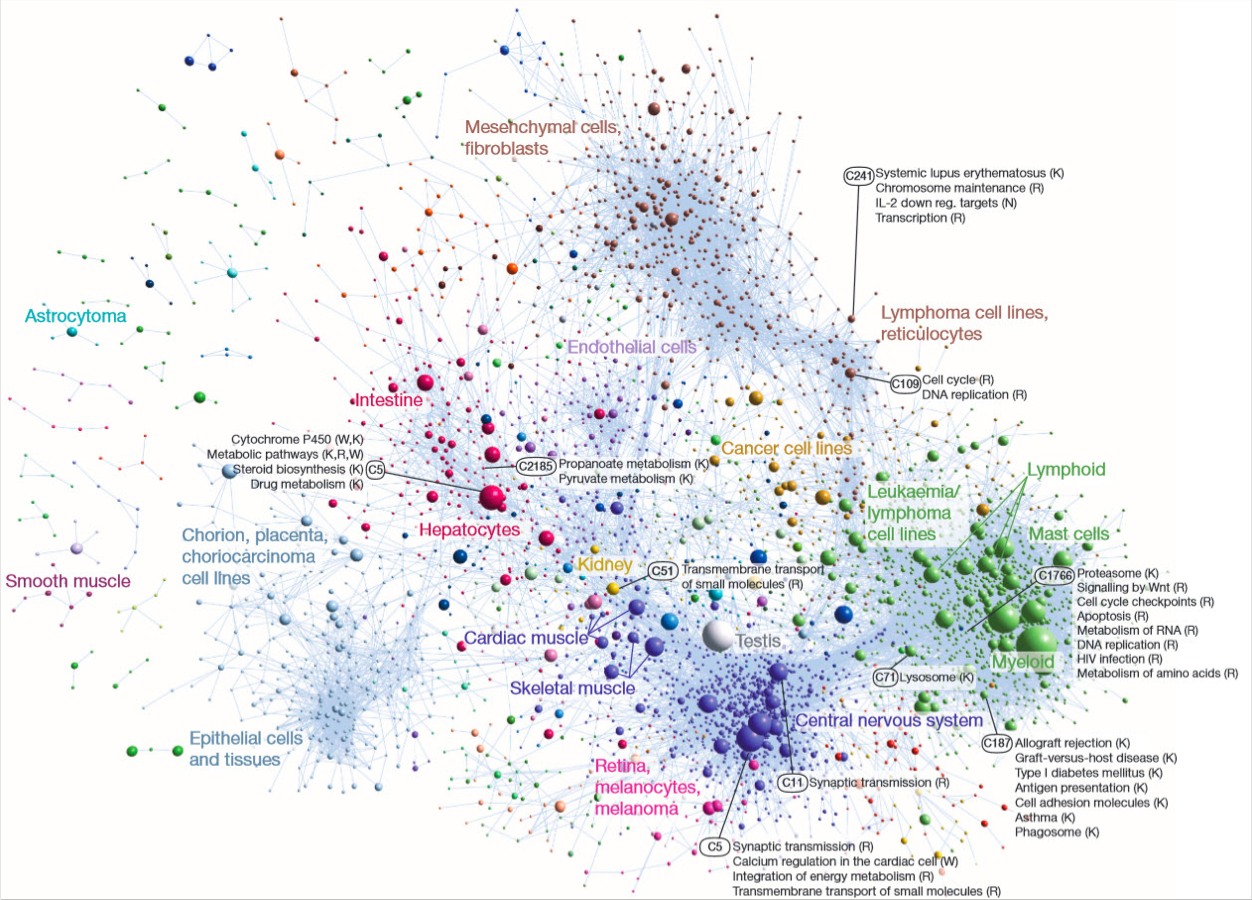 Mesenchymal cells,
fibroblasts
C241
Systemic lupus erythematosus (K)
Chromosome maintenance (R)
IL-2 down reg. targets (N)
Transcription (R)
Astrocytoma
Lymphoma cell lines,
reticulocytes
Endothelial cells
C109
Cell cycle (R)
DNA replication (R)
Intestine
Cytochrome P450 (W,K)
Metabolic pathways (K,R,W)
Steroid biosynthesis (K)
Drug metabolism (K)
C5
C2185
Propanoate metabolism (K)
Pyruvate metabolism (K)
Cancer cell lines
Lymphoid
Leukaemia/
lymphoma
cell lines
Mast cells
Hepatocytes
Chorion, placenta,
choriocarcinoma
cell lines
Smooth muscle
Kidney
C51
Transmembrane transport
of small molecules (R)
C1766
Proteasome (K)
Signalling by Wnt (R)
Cell cycle checkpoints (R)
Apoptosis (R)
Metabolism of RNA (R)
DNA replication (R)
HIV infection (R)
Metabolism of amino acids (R)
Cardiac muscle
Testis
Myeloid
C71
Lysosome (K)
Skeletal muscle
Central nervous system
Epithelial cells
and tissues
C187
Allograft rejection (K)
Graft-versus-host disease (K)
Type I diabetes mellitus (K)
Antigen presentation (K)
Cell adhesion molecules (K)
Asthma (K)
Phagosome (K)
Retina,
melanocytes,
melanoma
C11
Synaptic transmission (R)
C5
Synaptic transmission (R)
Calcium regulation in the cardiac cell (W)
Integration of energy metabolism (R)
Transmembrane transport of small molecules (R)